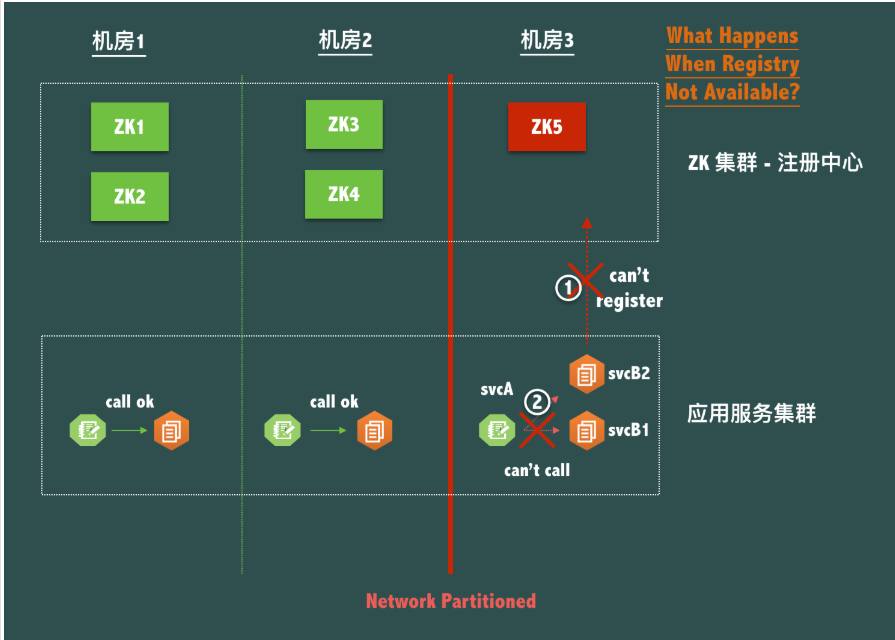 机房1
机房2
机房3
What Happens
When Registry
Not Available?
ZK1
ZK3
ZK5
ZK 集群 - 注册中心
ZK2
ZK4
1
can't
register
svcB2
svcA
call ok
call ok
2
应用服务集群
svcB1
can't call
Network Partitioned